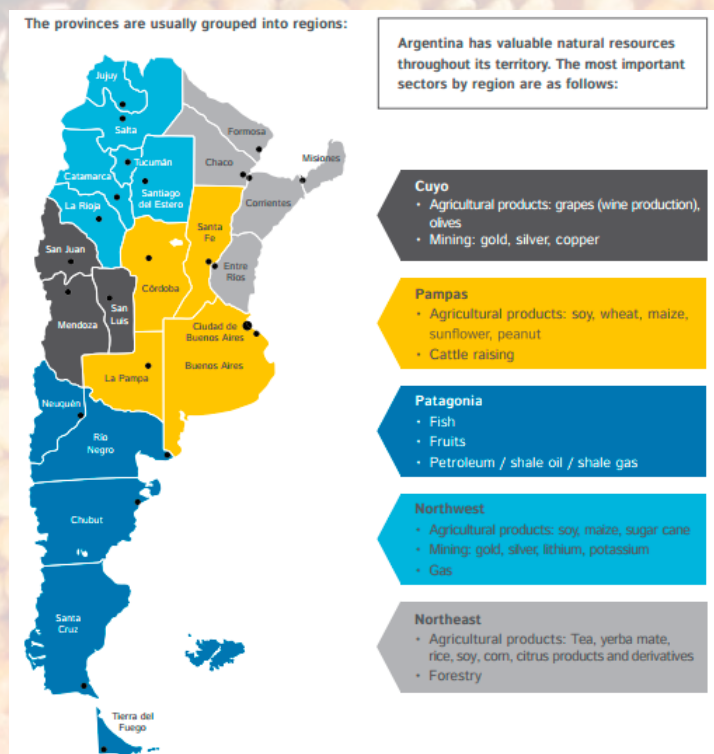 The provinces are usually grouped into regions:
Argentina has valuable natural resources
throughout its territory. The most important
sectors by region are as follows:
Jujuy
Salta
Formosa
Misiones
Chaco
Tucumán
Catamarca
Santiago
del Estero
Corrientes
La Rioja
Santa
Fe
San Juan
Entre
Ríos
Córdoba
San
Luis
Mendoza
Ciudad de
Buenos Aires
La Pampa
Buenos Aires
Neuquén
Río
Negro
Chubut
Santa
Cruz
Tierra del
Fuego
Cuyo
• Agricultural products: grapes (wine production),
olives
• Mining: gold, silver, copper
Pampas
• Agricultural products: soy, wheat, maize,
sunflower, peanut
• Cattle raising
Patagonia
• Fish
• Fruits
• Petroleum / shale oil / shale gas
Northwest
• Agricultural products: soy, maize, sugar cane
• Mining: gold, silver, lithium, potassium
• Gas
Northeast
• Agricultural products: Tea, yerba mate,
rice, soy, corn, citrus products and derivatives
• Forestry